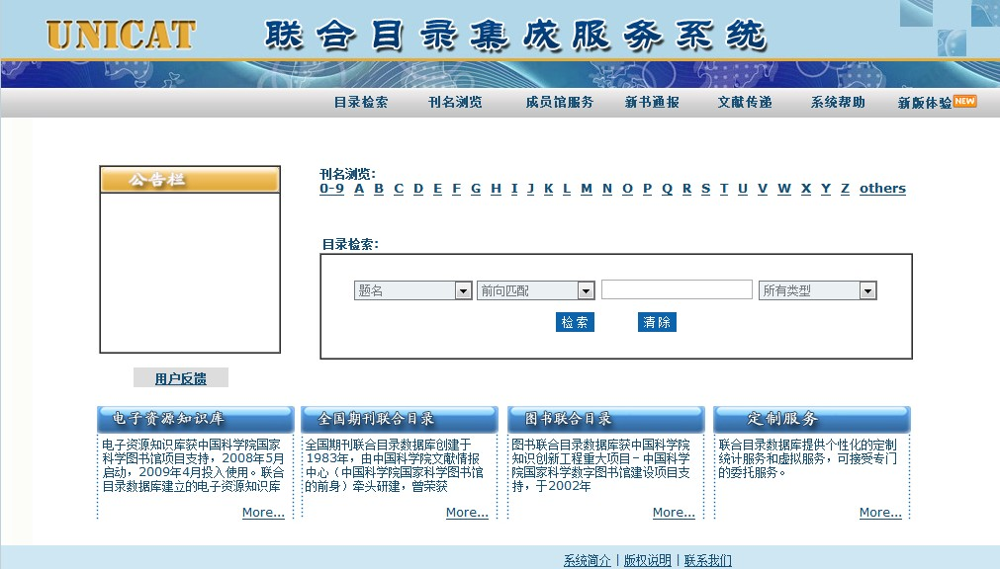 UNICAT 联合目录集成服务系统
目录检索 刊名浏览 成员馆服务 新书通报 文献传递 系统帮助 新版体验 NEW
公告栏
用户反馈
刊名浏览：
0-9 A B C D E F G H I J K L M N O P Q R S T U V W X Y Z others
目录检索：
题名 前向匹配 所有类型
检索 清除
电子资源知识库
电子资源知识库获中国科学院国家
科学图书馆项目支持，2008年5月
启动，2009年4月投入使用。联合
目录数据库建立的电子资源知识库
More...
全国期刊联合目录
全国期刊联合目录数据库创建于
1983年，由中国科学院文献情报
中心（中国科学院国家科学图书馆
的前身）牵头研建，曾荣获
More...
图书联合目录
图书联合目录数据库获中国科学院
知识创新工程重大项目－中国科学
院国家科学数字图书馆建设项目支
持，于2002年
More...
定制服务
联合目录数据库提供个性化的定制
统计服务和虚拟服务，可接受专门
的委托服务。
More...
系统简介 | 版权说明 | 联系我们